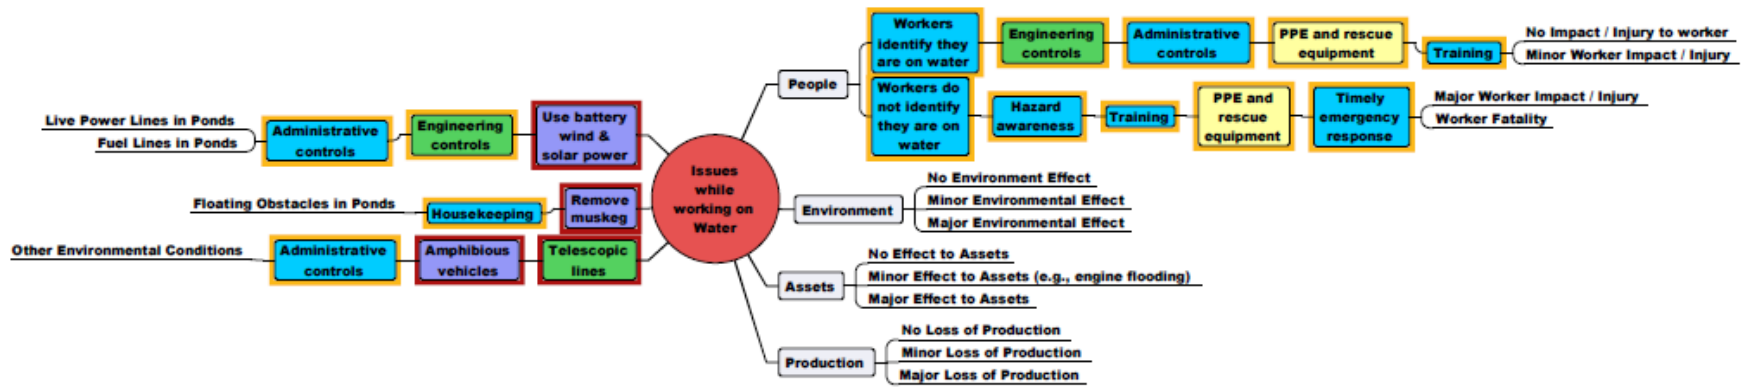 Live Power Lines in Ponds
Fuel Lines in Ponds
Administrative
controls
Engineering
controls
Use battery
wind &
solar power
Floating Obstacles in Ponds
Housekeeping
Remove
muskeg
Other Environmental Conditions
Administrative
controls
Amphibious
vehicles
Telescopic
lines
Issues
while
working on
Water
People
Workers
identify they
are on water
Engineering
controls
Administrative
controls
PPE and rescue
equipment
Training
No Impact / Injury to worker
Minor Worker Impact / Injury
Workers do
not identify
they are on
water
Hazard
awareness
Training
PPE and
rescue
equipment
Timely
emergency
response
Major Worker Impact / Injury
Worker Fatality
Environment
No Environment Effect
Minor Environmental Effect
Major Environmental Effect
Assets
No Effect to Assets
Minor Effect to Assets (e.g., engine flooding)
Major Effect to Assets
Production
No Loss of Production
Minor Loss of Production
Major Loss of Production